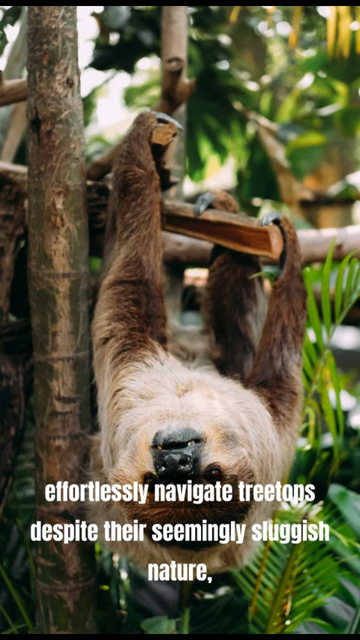 effortlessly navigate treetops
despite their seemingly sluggish
nature,